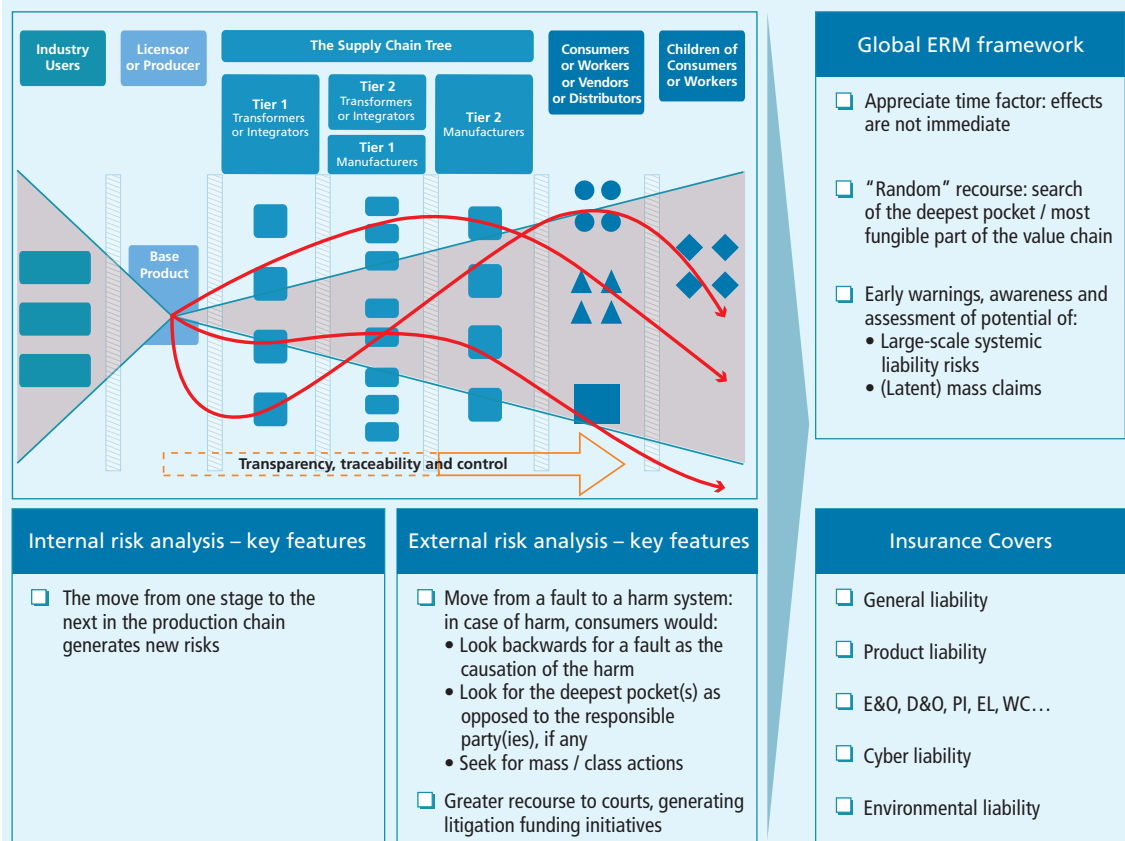 Industry
Users
Licensor
or Producer
The Supply Chain Tree
Tier 1
Transformers
or Integrators
Tier 2
Transformers
or Integrators
Tier 1
Manufacturers
Tier 2
Manufacturers
Consumers
or Workers
or Vendors
or Distributors
Children of
Consumers
or Workers
Base
Product
Transparency, traceability and control
Global ERM framework
Appreciate time factor: effects
are not immediate
“Random” recourse: search
of the deepest pocket / most
fungible part of the value chain
Early warnings, awareness and
assessment of potential of:
• Large-scale systemic
liability risks
• (Latent) mass claims
Internal risk analysis – key features
The move from one stage to the
next in the production chain
generates new risks
External risk analysis – key features
Move from a fault to a harm system:
in case of harm, consumers would:
• Look backwards for a fault as the
causation of the harm
• Look for the deepest pocket(s) as
opposed to the responsible
party(ies), if any
• Seek for mass / class actions
Greater recourse to courts, generating
litigation funding initiatives
Insurance Covers
General liability
Product liability
E&O, D&O, PI, EL, WC…
Cyber liability
Environmental liability